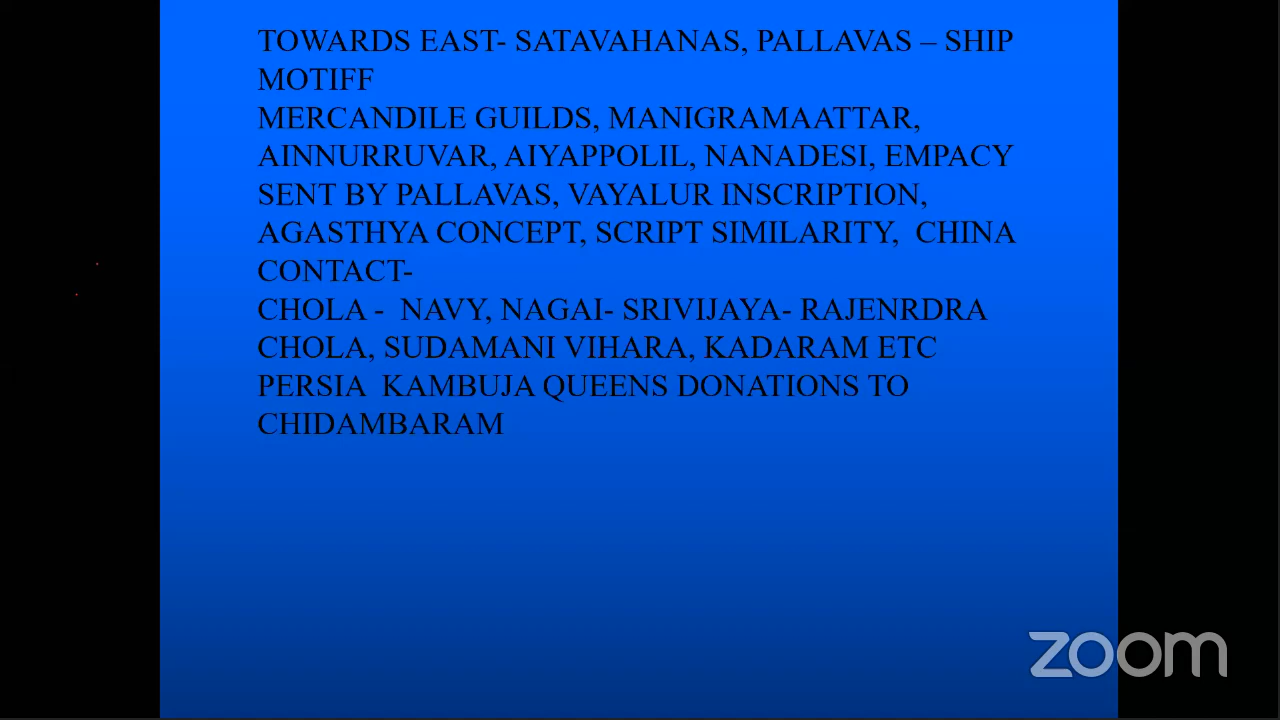 TOWARDS EAST- SATAVAHANAS, PALLAVAS – SHIP
MOTIFF
MERCANDILE GUILDS, MANIGRAMAATTAR,
AINNURRUVAR, AIYAPPOLIL, NANADESI, EMPACY
SENT BY PALLAVAS, VAYALUR INSCRIPTION,
AGASTHYA CONCEPT, SCRIPT SIMILARITY,  CHINA
CONTACT-
CHOLA -  NAVY, NAGAI- SRIVIJAYA- RAJENRDRA
CHOLA, SUDAMANI VIHARA, KADARAM ETC
PERSIA  KAMBUJA QUEENS DONATIONS TO
CHIDAMBARAM
zoom